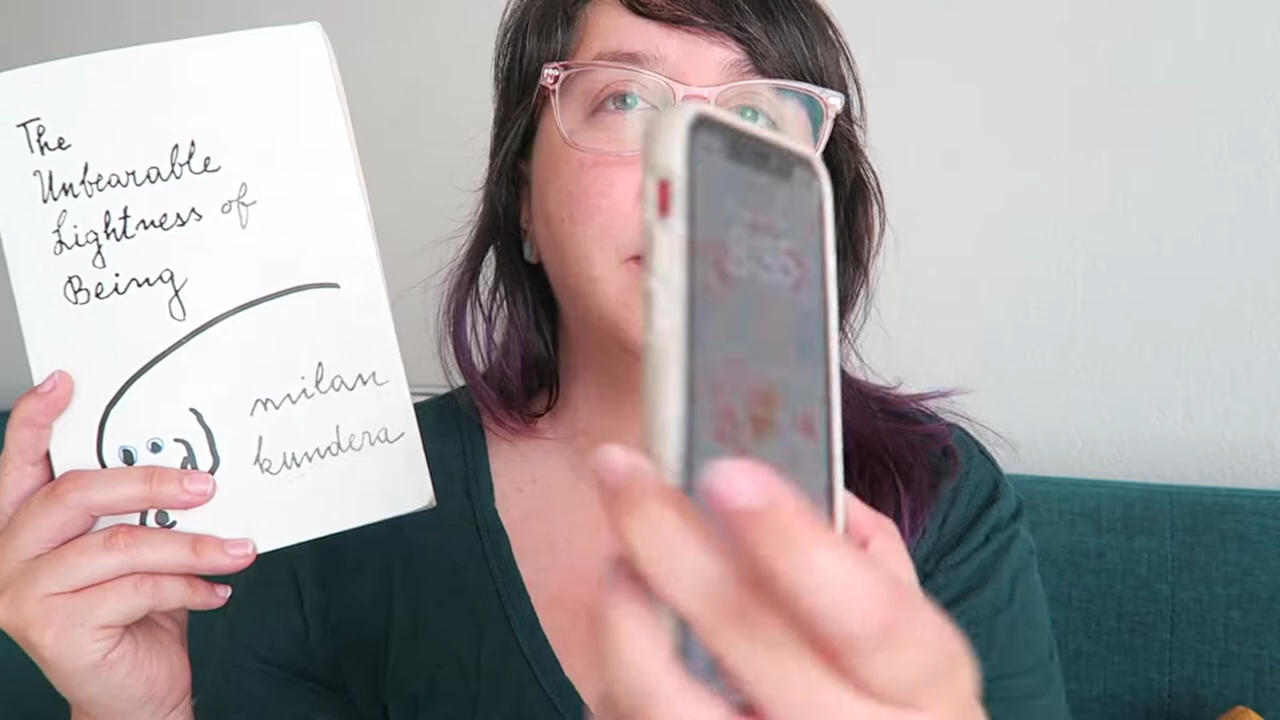 The
Unbearable
Lightness of
Being
milan
kundera